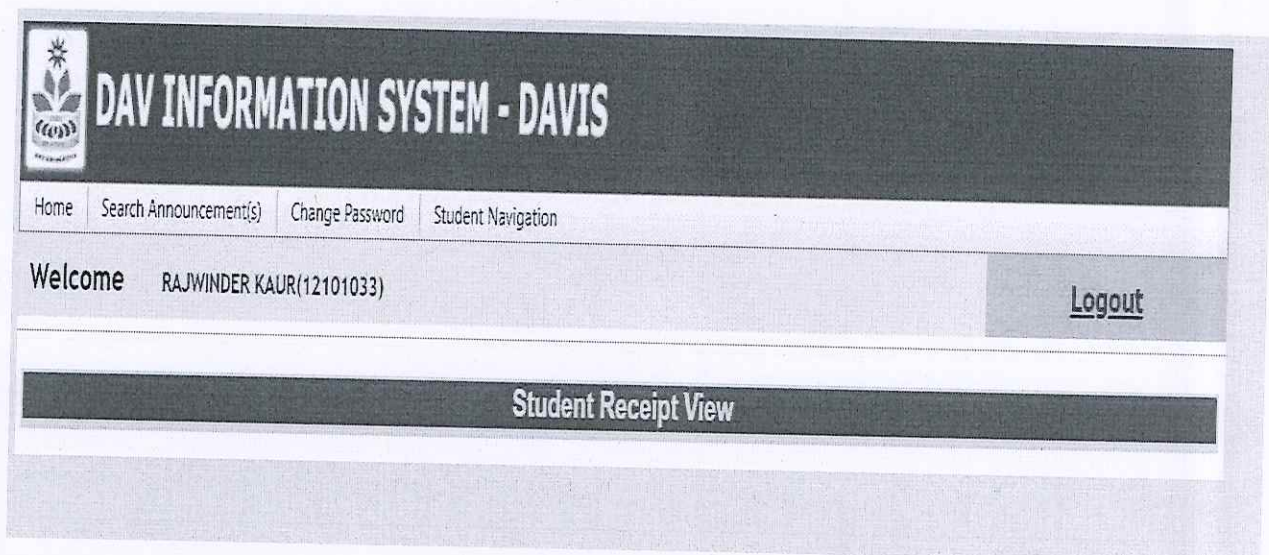 DAV INFORMATION SYSTEM - DAVIS
Home Search Announcement(s) Change Password Student Navigation
Welcome RAJWINDER KAUR(12101033)
Logout
Student Receipt View